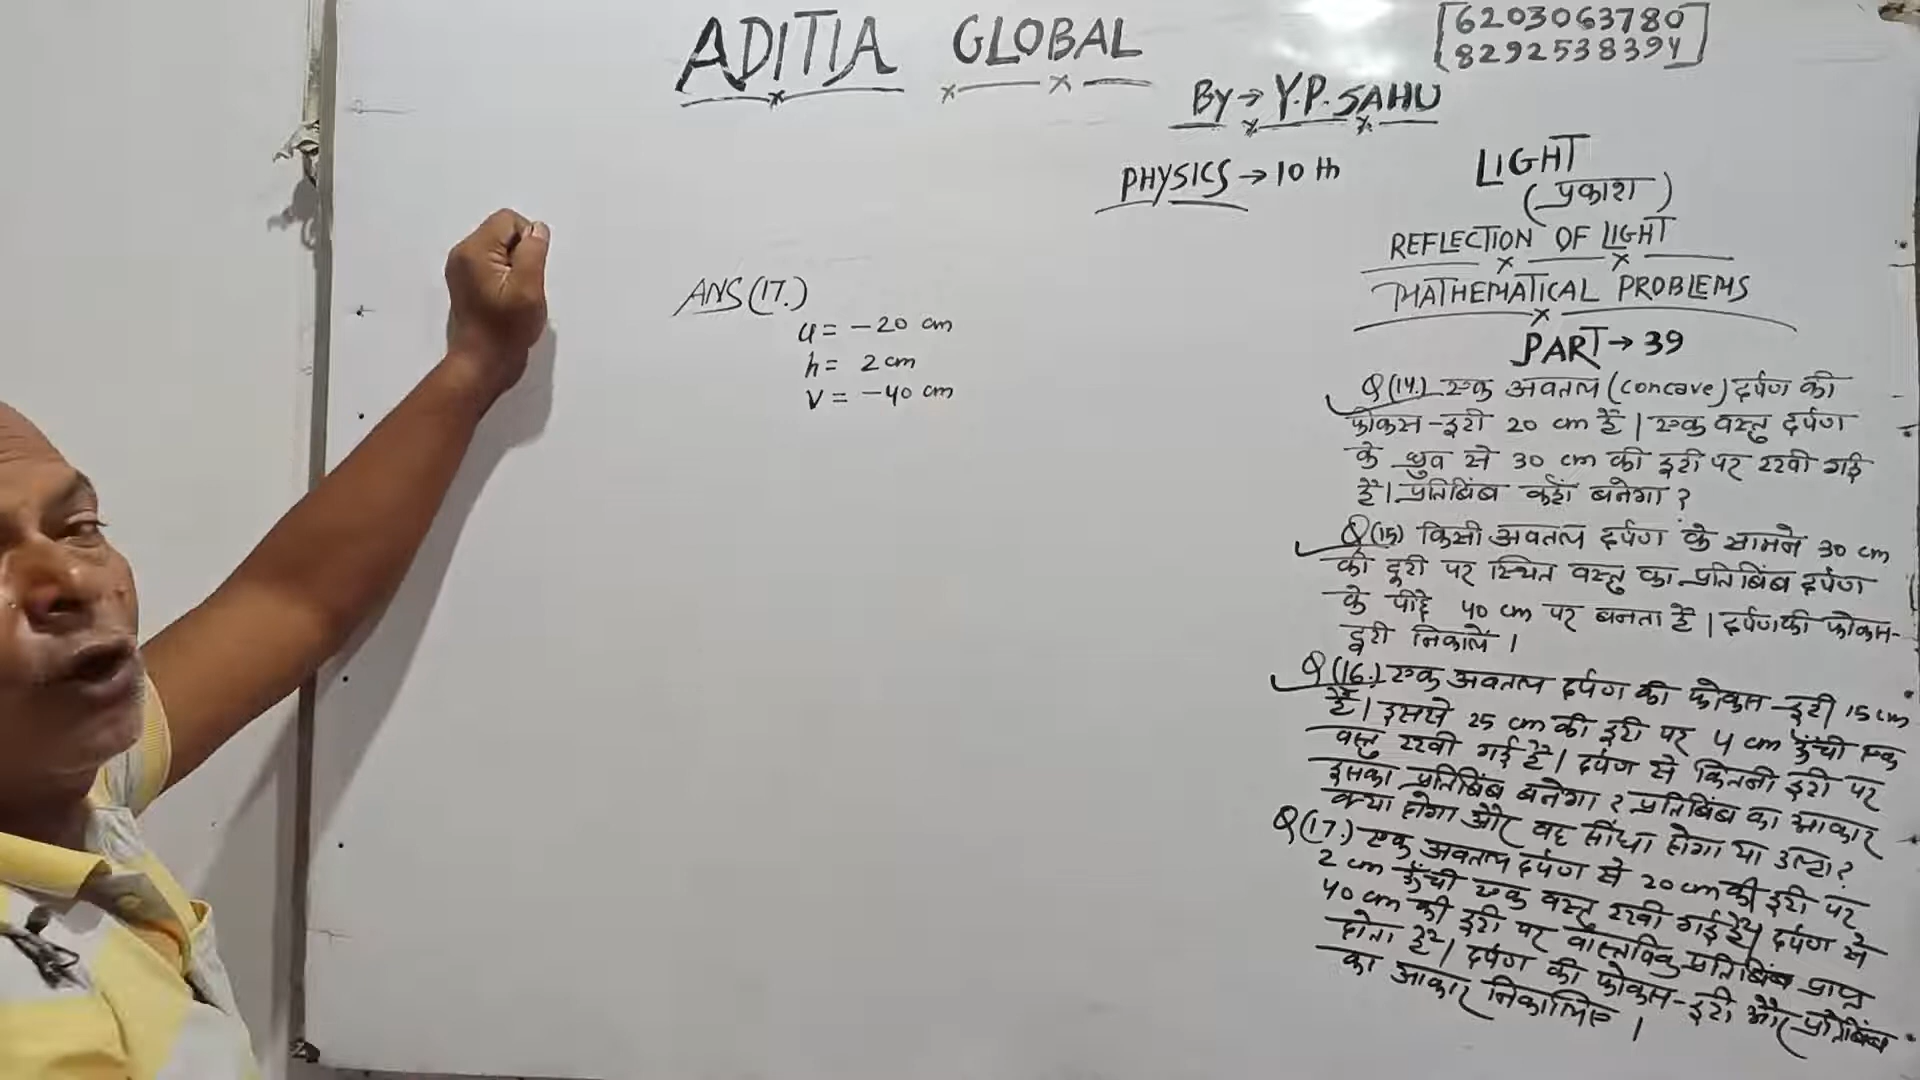 ADITIA GLOBAL
[6203063780
8292538394]
BY→ Y.P. SAHU
PHYSICS→10 th
LIGHT
(प्रकाश)
REFLECTION OF LIGHT
MATHEMATICAL PROBLEMS
PART→39
ANS(17.)
u = -20 cm
h = 2 cm
v = -40 cm
Q(14.) एक अवतल (concave) दर्पण की
फोकस-दूरी 20 cm है। एक वस्तु दर्पण
के ध्रुव से 30 cm की दूरी पर रखी गई
है। प्रतिबिंब कहाँ बनेगा?
Q(15) किसी अवतल दर्पण के सामने 30 cm
की दूरी पर स्थित वस्तु का प्रतिबिंब दर्पण
के पीछे 40 cm पर बनता है। दर्पण की फोकस-
दूरी निकालें।
Q(16.) एक अवतल दर्पण की फोकस-दूरी 15 cm
है। इससे 25 cm की दूरी पर 4 cm ऊँची एक
वस्तु रखी गई है। दर्पण से कितनी दूरी पर
इसका प्रतिबिंब बनेगा? प्रतिबिंब का आकार
क्या होगा और वह सीधा होगा या उल्टा?
Q(17.) एक अवतल दर्पण से 20 cm की दूरी पर
2 cm ऊँची एक वस्तु रखी गई है। दर्पण से
40 cm की दूरी पर वास्तविक प्रतिबिंब प्राप्त
होता है। दर्पण की फोकस-दूरी और प्रतिबिंब
का आकार निकालिए।